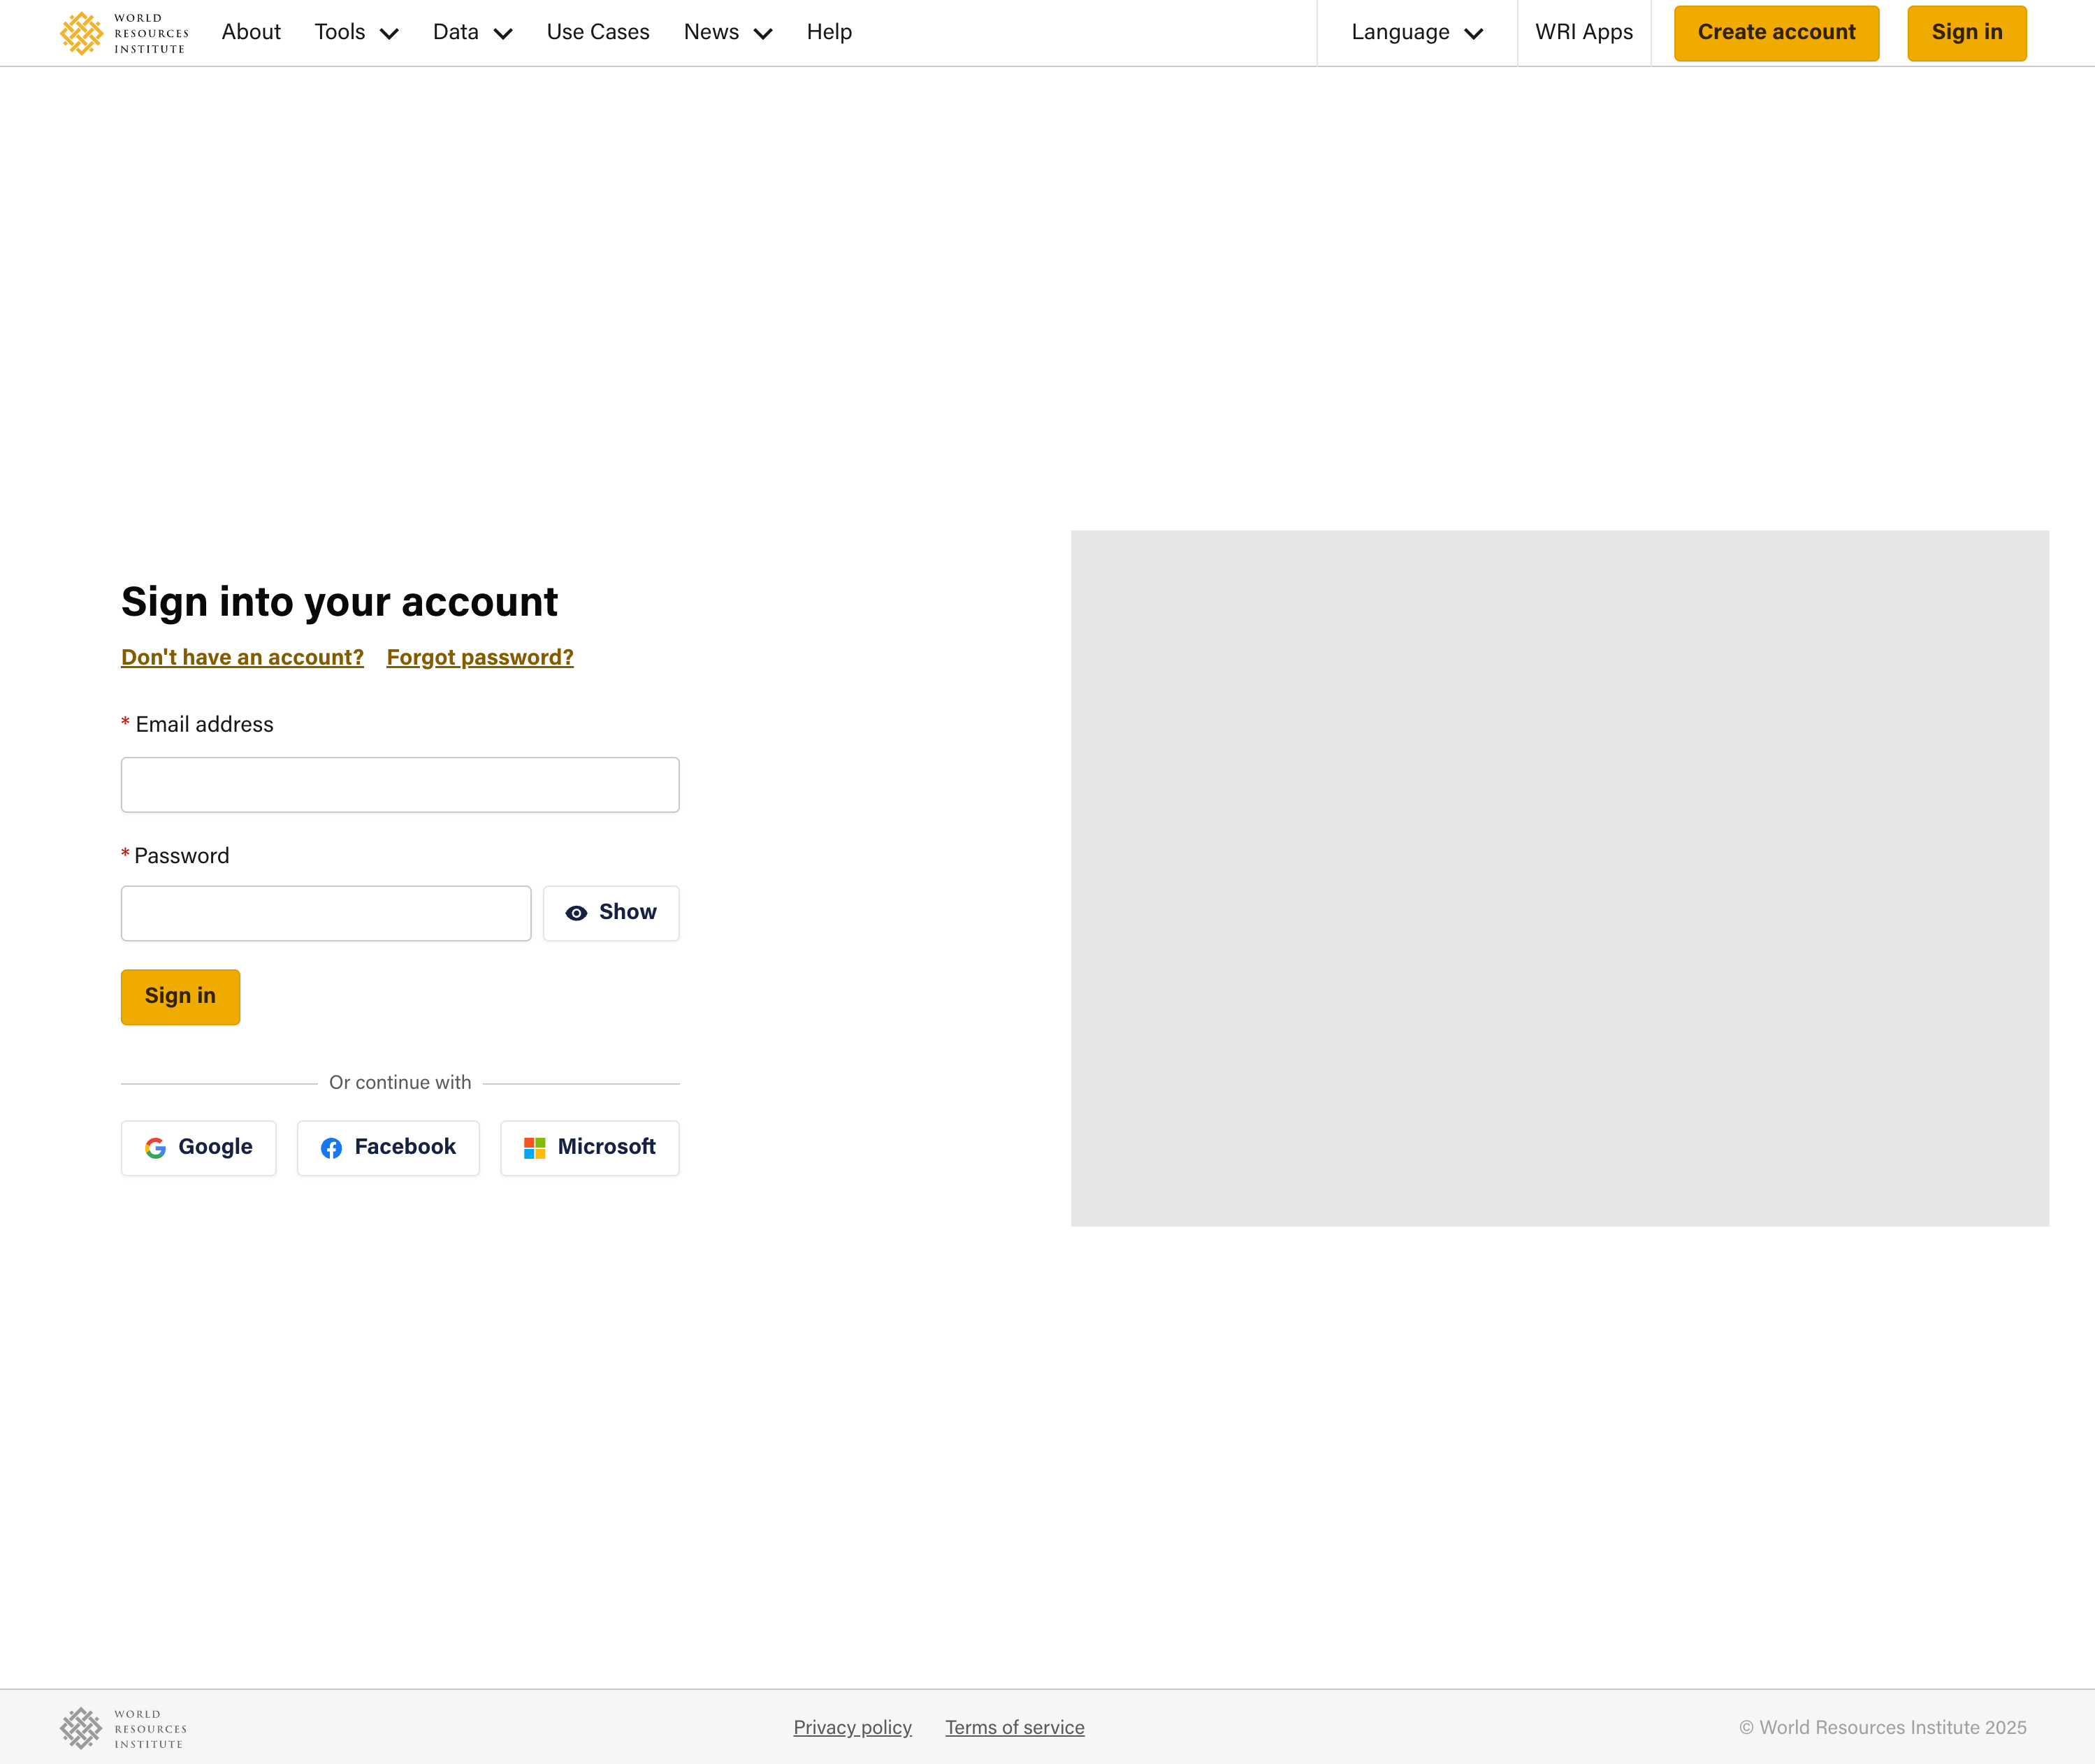 WORLD
RESOURCES
INSTITUTE
About Tools Data Use Cases News Help
Language WRI Apps Create account Sign in
Sign into your account
Don't have an account? Forgot password?
* Email address
* Password
Show
Sign in
Or continue with
Google Facebook Microsoft
WORLD
RESOURCES
INSTITUTE
Privacy policy Terms of service
© World Resources Institute 2025